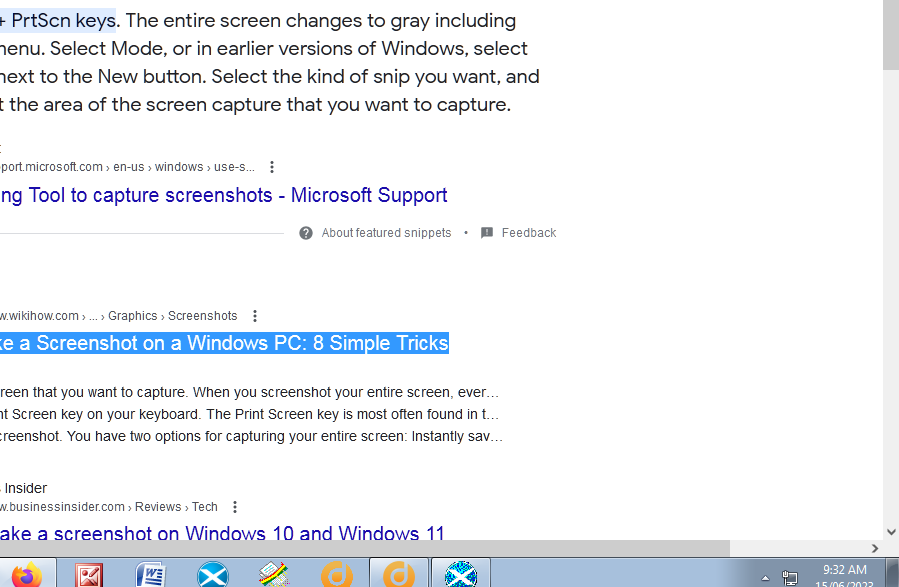 + PrtScn keys. The entire screen changes to gray including
menu. Select Mode, or in earlier versions of Windows, select
next to the New button. Select the kind of snip you want, and
t the area of the screen capture that you want to capture.
port.microsoft.com › en-us › windows › use-s...
ng Tool to capture screenshots - Microsoft Support
About featured snippets • Feedback
w.wikihow.com › ... › Graphics › Screenshots
ke a Screenshot on a Windows PC: 8 Simple Tricks
reen that you want to capture. When you screenshot your entire screen, ever...
nt Screen key on your keyboard. The Print Screen key is most often found in t...
creenshot. You have two options for capturing your entire screen: Instantly sav...
Insider
w.businessinsider.com › Reviews › Tech
ake a screenshot on Windows 10 and Windows 11
9:32 AM
15/06/2023